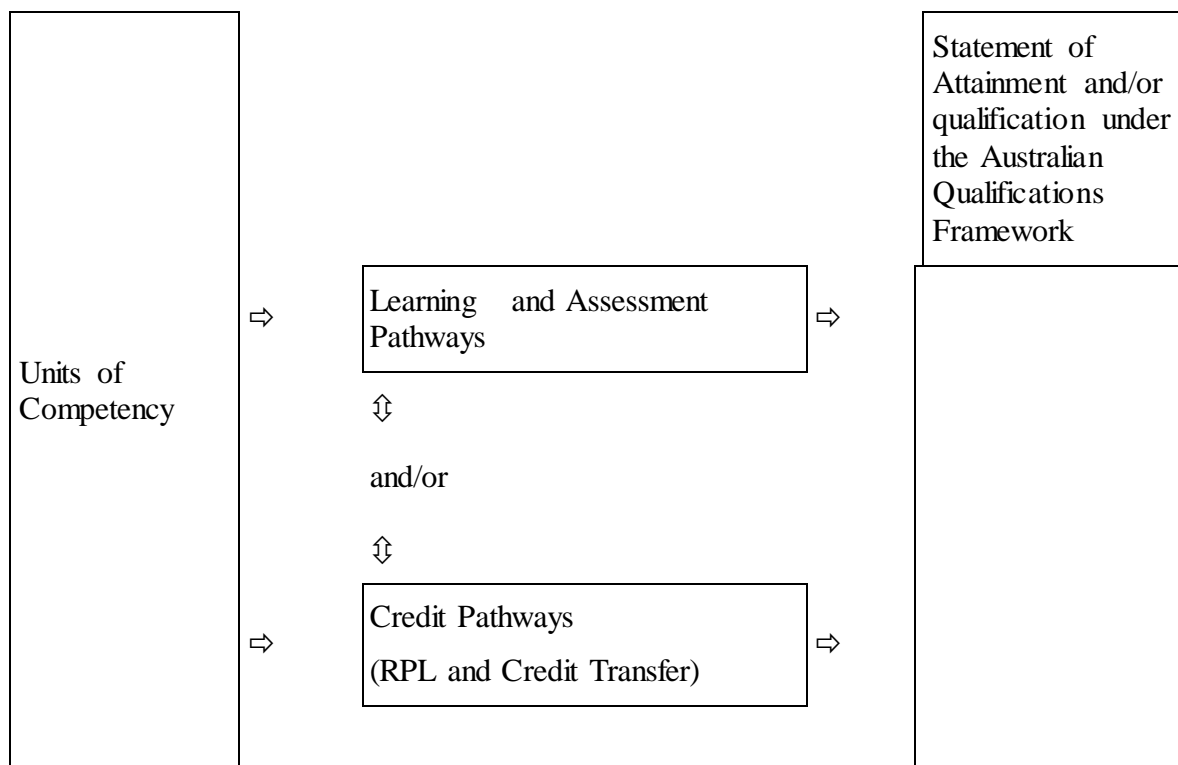 Statement of
Attainment and/or
qualification under
the Australian
Qualifications
Framework
Learning and Assessment
Pathways
⇨
⇨
Units of
Competency
⇳
and/or
⇳
Credit Pathways
(RPL and Credit Transfer)
⇨
⇨